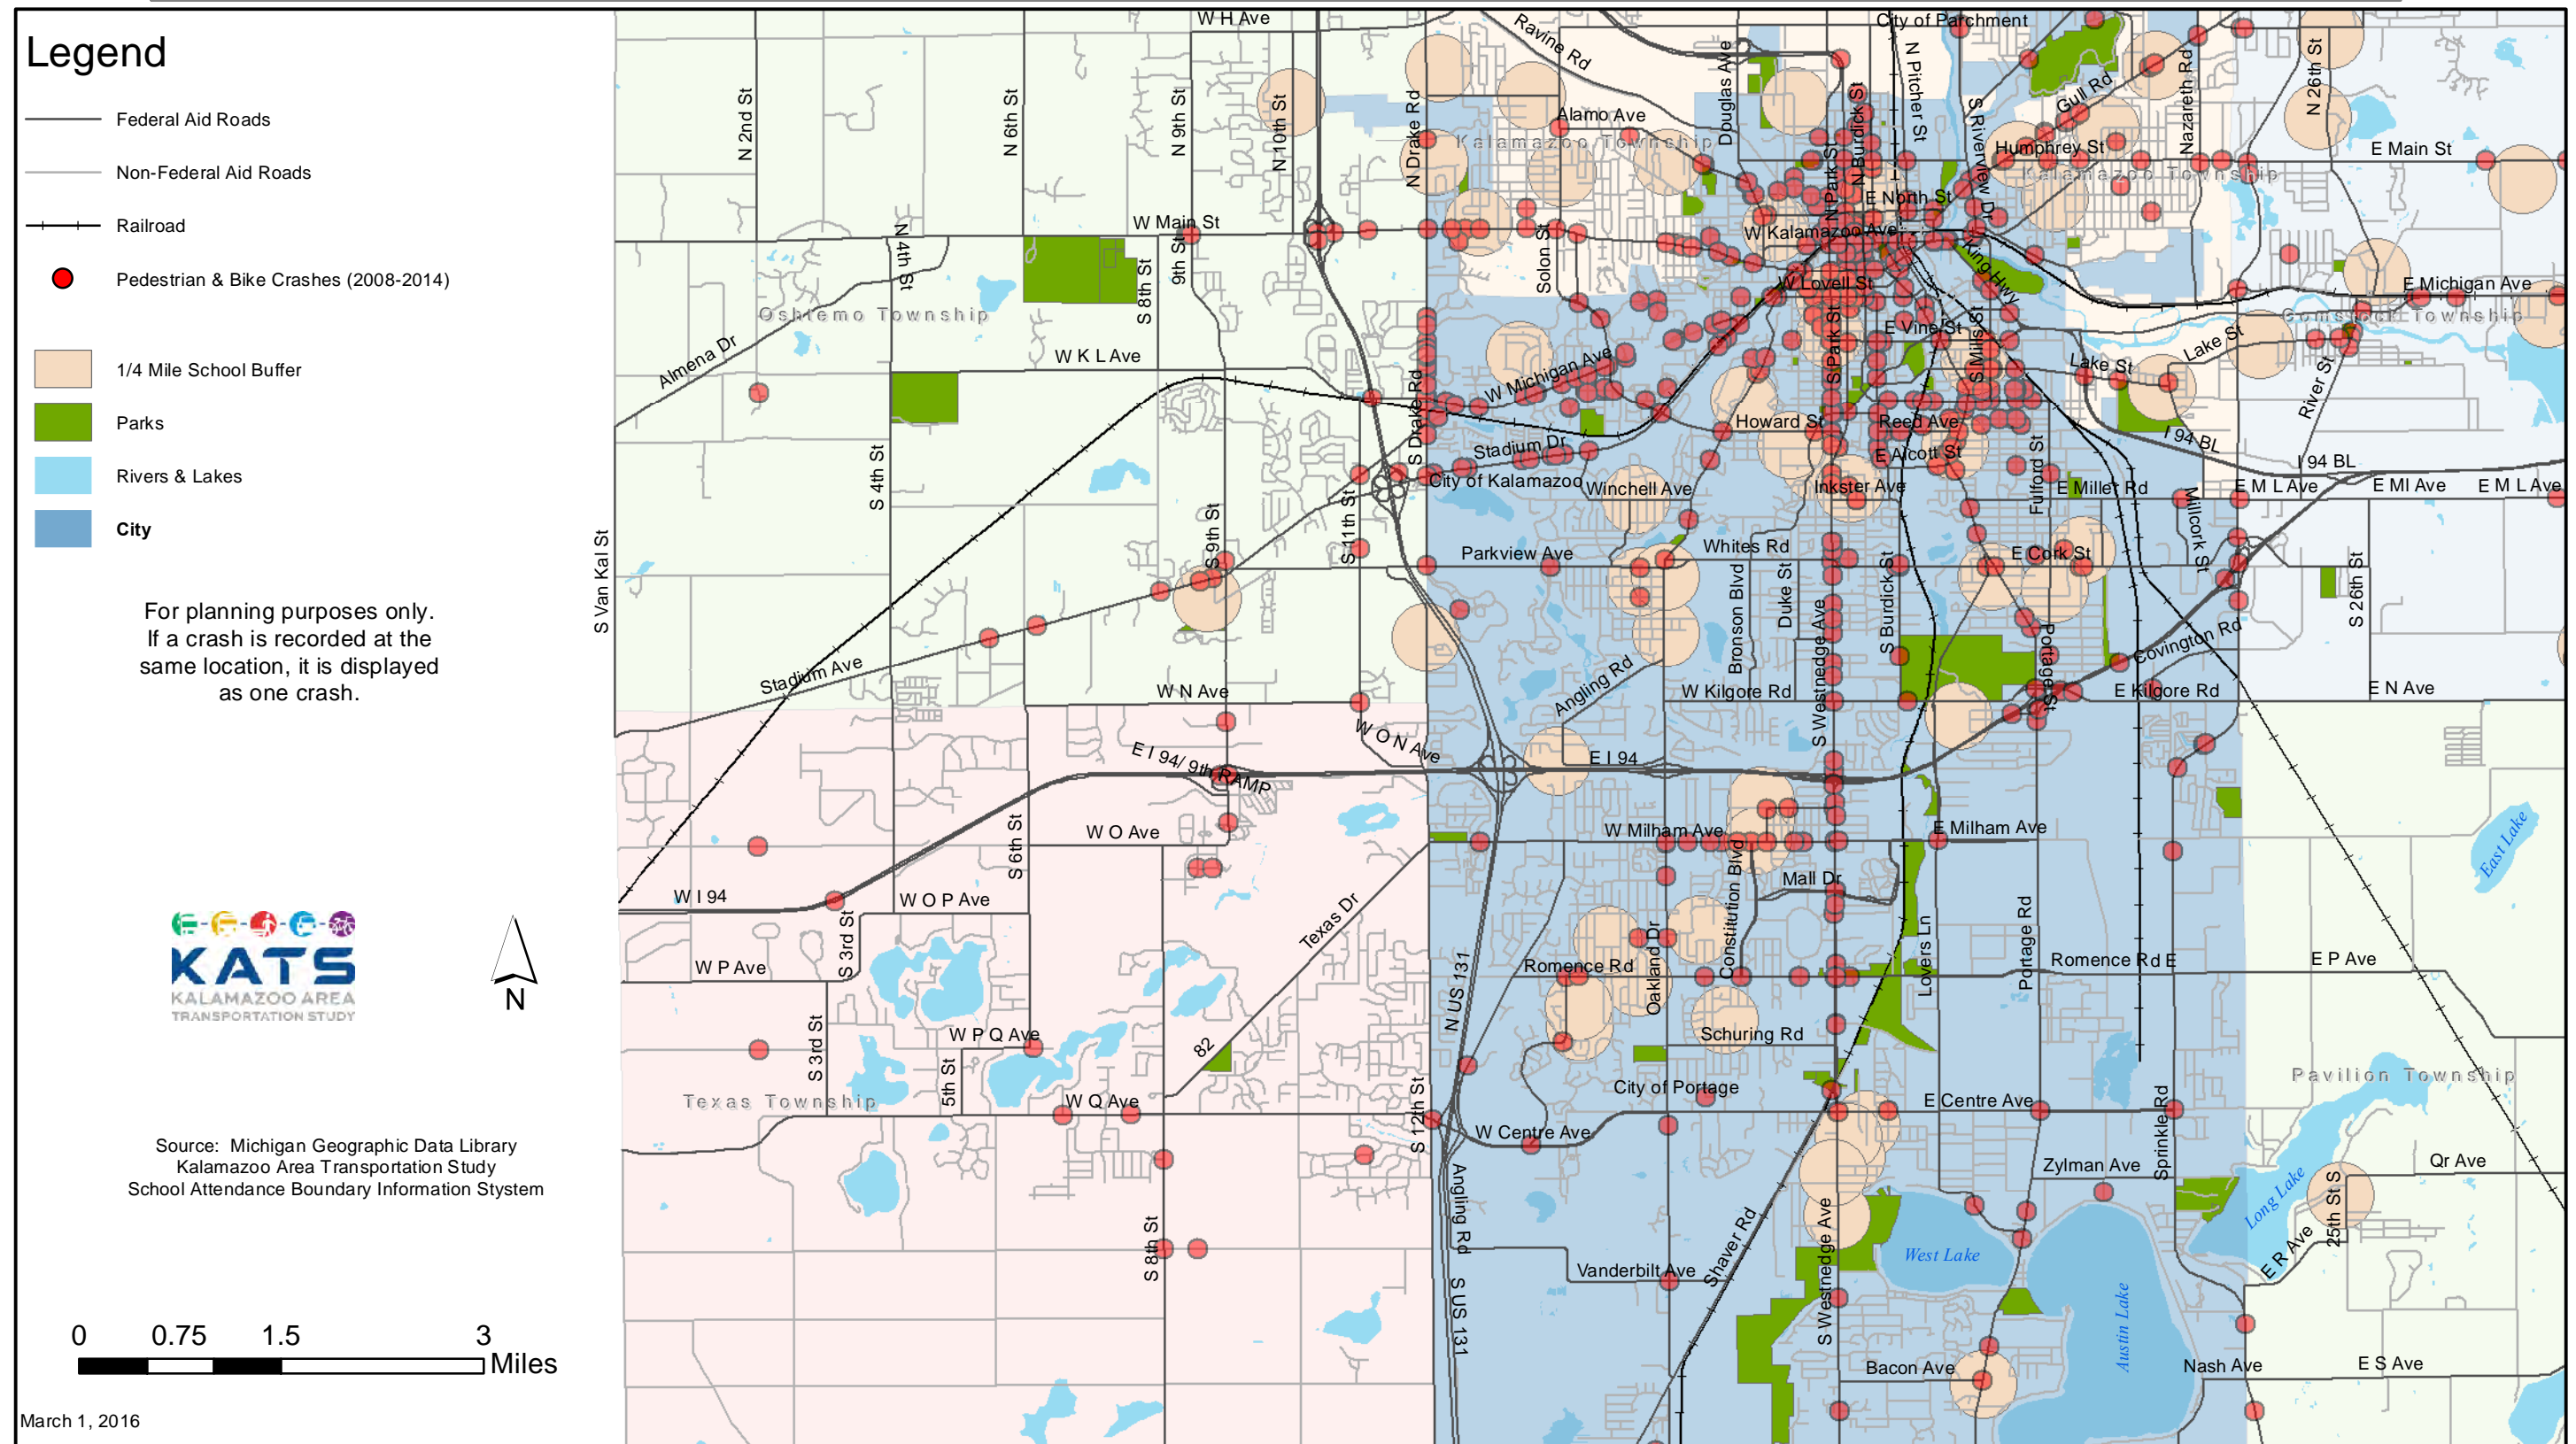 Legend
Federal Aid Roads
Non-Federal Aid Roads
Railroad
Pedestrian & Bike Crashes (2008-2014)
1/4 Mile School Buffer
Parks
Rivers & Lakes
City
For planning purposes only.
If a crash is recorded at the
same location, it is displayed
as one crash.
KATS
KALAMAZOO AREA
TRANSPORTATION STUDY
N
Source: Michigan Geographic Data Library
Kalamazoo Area Transportation Study
School Attendance Boundary Information Stystem
0 0.75 1.5 3
Miles
March 1, 2016
W H Ave
N 2nd St
N 6th St
N 9th St
N 10th St
N Drake Rd
Ravine Rd
Alamo Ave
Kalamazoo Township
Douglas Ave
N Park St
N Burdick St
N Pitcher St
City of Parchment
S Riverview Dr
Gull Rd
Nazareth Rd
N 26th St
Humphrey St
E Main St
Kalamazoo Township
E North St
W Main St
N 4th St
9th St
S 8th St
Solon St
W Kalamazoo Ave
King Hwy
W Lovell St
E Michigan Ave
Comstock Township
Oshtemo Township
Almena Dr
W K L Ave
S Drake Rd
W Michigan Ave
S Park St
E Vine St
S Mills St
Lake St
Lake St
River St
Howard St
Reed Ave
Stadium Dr
E Alcott St
Fulford St
I 94 BL
I 94 BL
City of Kalamazoo
Winchell Ave
Inkster Ave
E Miller Rd
E M L Ave
E MI Ave
E M L Ave
S 4th St
S 9th St
S 11th St
Millcork St
S Van Kal St
Parkview Ave
Whites Rd
E Cork St
Bronson Blvd
Duke St
S Burdick St
S 26th St
S Westnedge Ave
Portage St
Covington Rd
Stadium Ave
W N Ave
Angling Rd
W Kilgore Rd
E Kilgore Rd
E N Ave
W O N Ave
E I 94/ 9th RAMP
E I 94
S 6th St
W O Ave
W Milham Ave
E Milham Ave
Mall Dr
Constitution Blvd
W I 94
W O P Ave
S 3rd St
Texas Dr
East Lake
W P Ave
N US 131
Romence Rd
Oakland Dr
Lovers Ln
Portage Rd
Romence Rd E
E P Ave
S 3rd St
W P Q Ave
5th St
82
Schuring Rd
City of Portage
Texas Township
W Q Ave
S 12th St
W Centre Ave
E Centre Ave
Sprinkle Rd
Pavilion Township
Zylman Ave
Qr Ave
S 8th St
Angling Rd
S US 131
Vanderbilt Ave
Shaver Rd
S Westnedge Ave
West Lake
Austin Lake
Long Lake
25th St S
E R Ave
Bacon Ave
Nash Ave
E S Ave